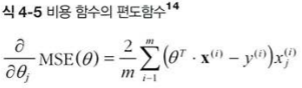 식 4-5 비용 함수의 편도함수14
∂/∂θj MSE(θ) = 2/m ∑i-1m (θT · x(i) - y(i)) xj(i)